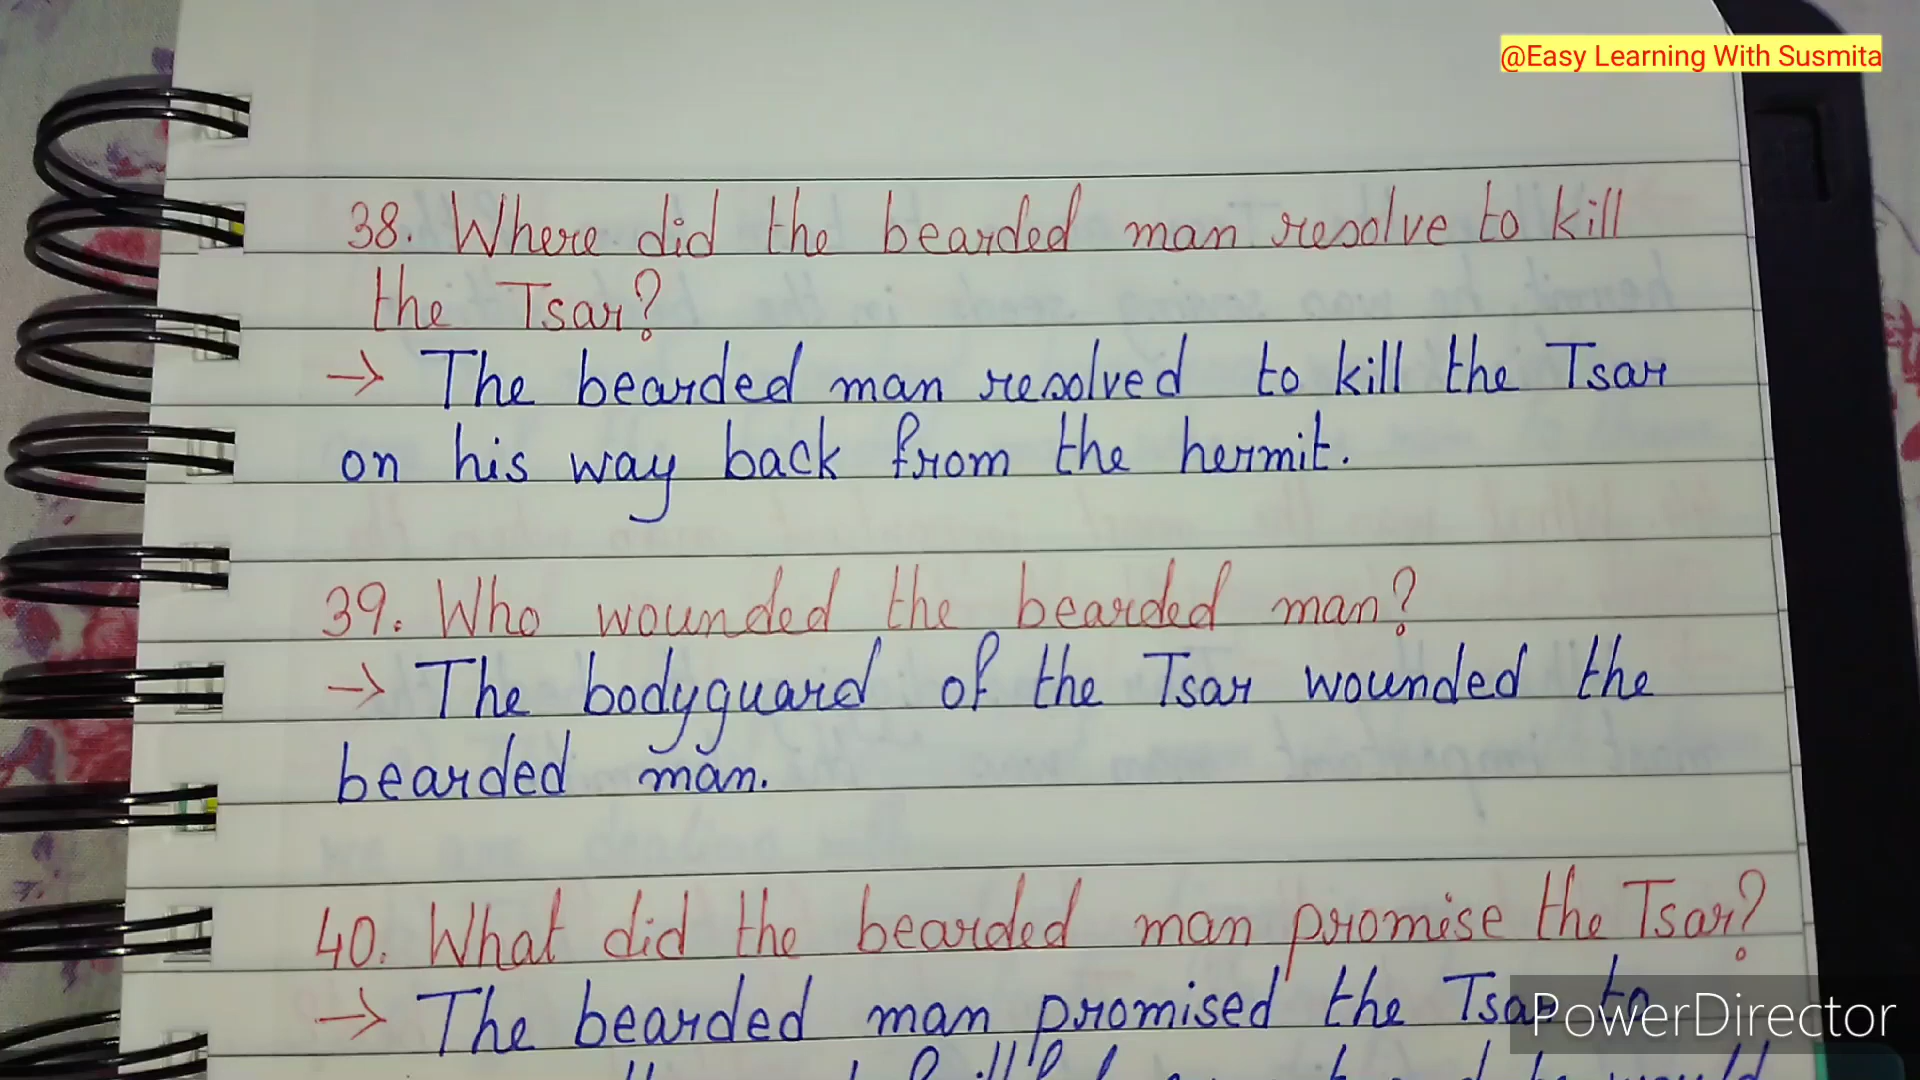 @Easy Learning With Susmita
38. Where did the bearded man resolve to kill
the Tsar?
→ The bearded man resolved to kill the Tsar
on his way back from the hermit.
39. Who wounded the bearded man?
→ The bodyguard of the Tsar wounded the
bearded man.
40. What did the bearded man promise the Tsar?
→ The bearded man promised the Tsar to
PowerDirector